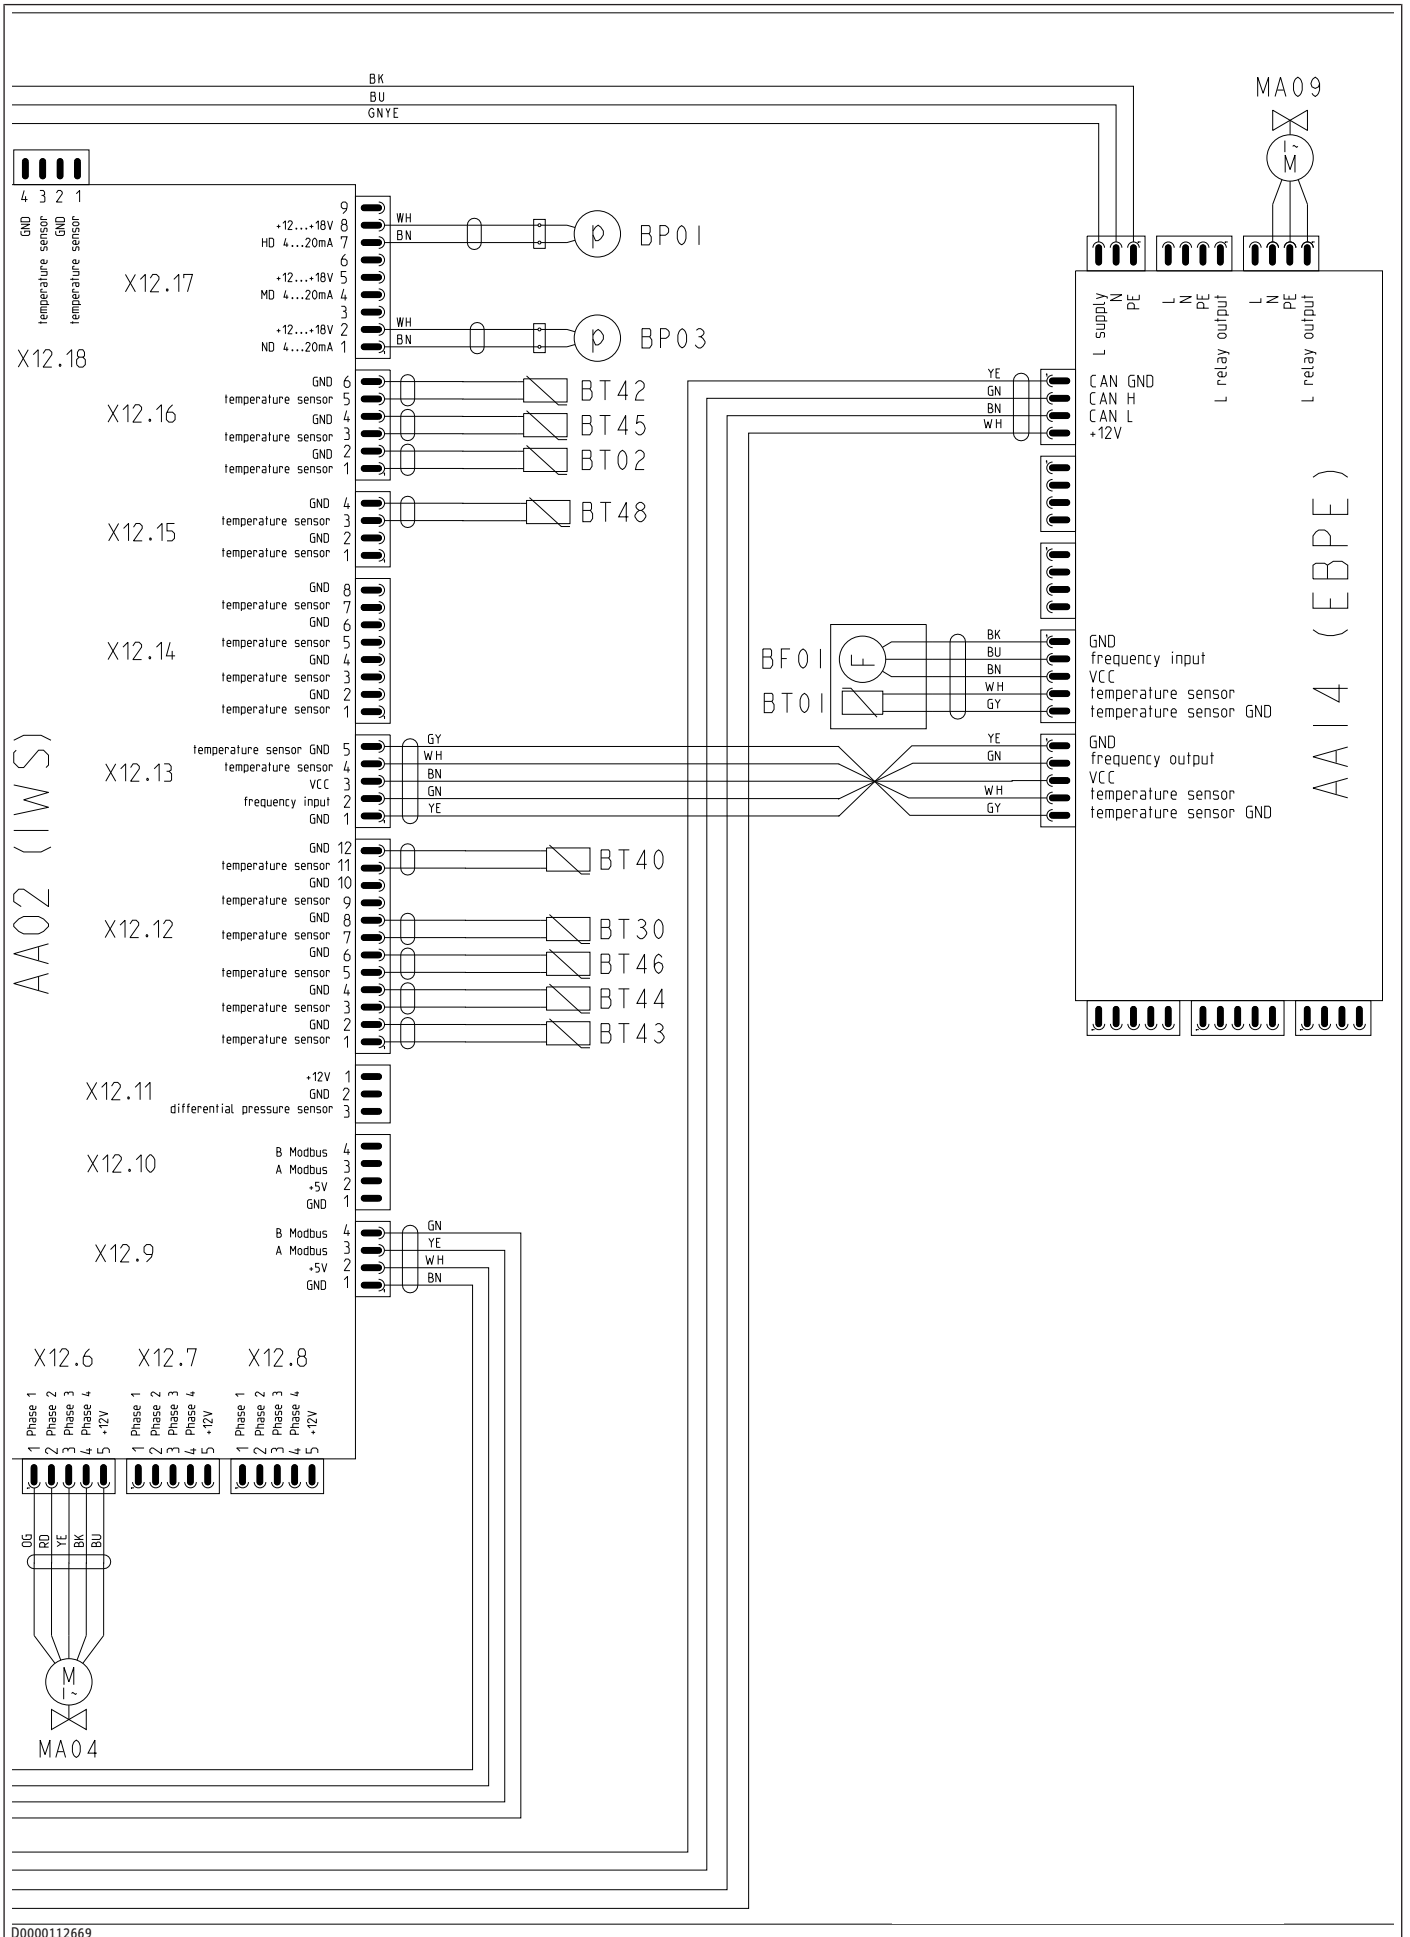 BK
BU
GNYE
MA09
1~
M
4 3 2 1
GND
temperature sensor
GND
temperature sensor
X12.18
X12.17
9
+12...+18V 8 WH
HD 4...20mA 7 BN
p BP01
6
+12...+18V 5
MD 4...20mA 4
3
+12...+18V 2 WH
ND 4...20mA 1 BN
p BP03
X12.16
GND 6
temperature sensor 5
BT42
GND 4
temperature sensor 3
BT45
GND 2
temperature sensor 1
BT02
X12.15
GND 4
temperature sensor 3
BT48
GND 2
temperature sensor 1
X12.14
GND 8
temperature sensor 7
GND 6
temperature sensor 5
GND 4
temperature sensor 3
GND 2
temperature sensor 1
AA02 (IWS)
X12.13
temperature sensor GND 5 GY
temperature sensor 4 WH
VCC 3 BN
frequency input 2 GN
GND 1 YE
X12.12
GND 12
temperature sensor 11
BT40
GND 10
temperature sensor 9
GND 8
temperature sensor 7
BT30
GND 6
temperature sensor 5
BT46
GND 4
temperature sensor 3
BT44
GND 2
temperature sensor 1
BT43
X12.11
+12V 1
GND 2
differential pressure sensor 3
X12.10
B Modbus 4
A Modbus 3
+5V 2
GND 1
X12.9
B Modbus 4 GN
A Modbus 3 YE
+5V 2 WH
GND 1 BN
X12.6
1 Phase 1
2 Phase 2
3 Phase 3
4 Phase 4
5 +12V
X12.7
1 Phase 1
2 Phase 2
3 Phase 3
4 Phase 4
5 +12V
X12.8
1 Phase 1
2 Phase 2
3 Phase 3
4 Phase 4
5 +12V
OG
RD
YE
BK
BU
M
1~
MA04
L supply
N
PE
L
N
PE
L relay output
L
N
PE
L relay output
YE CAN GND
GN CAN H
BN CAN L
WH +12V
AA14 (EBPE)
BF01 F
BT01
BK GND
BU frequency input
BN VCC
WH temperature sensor
GY temperature sensor GND
YE GND
GN frequency output
VCC
WH temperature sensor
GY temperature sensor GND
D0000112669